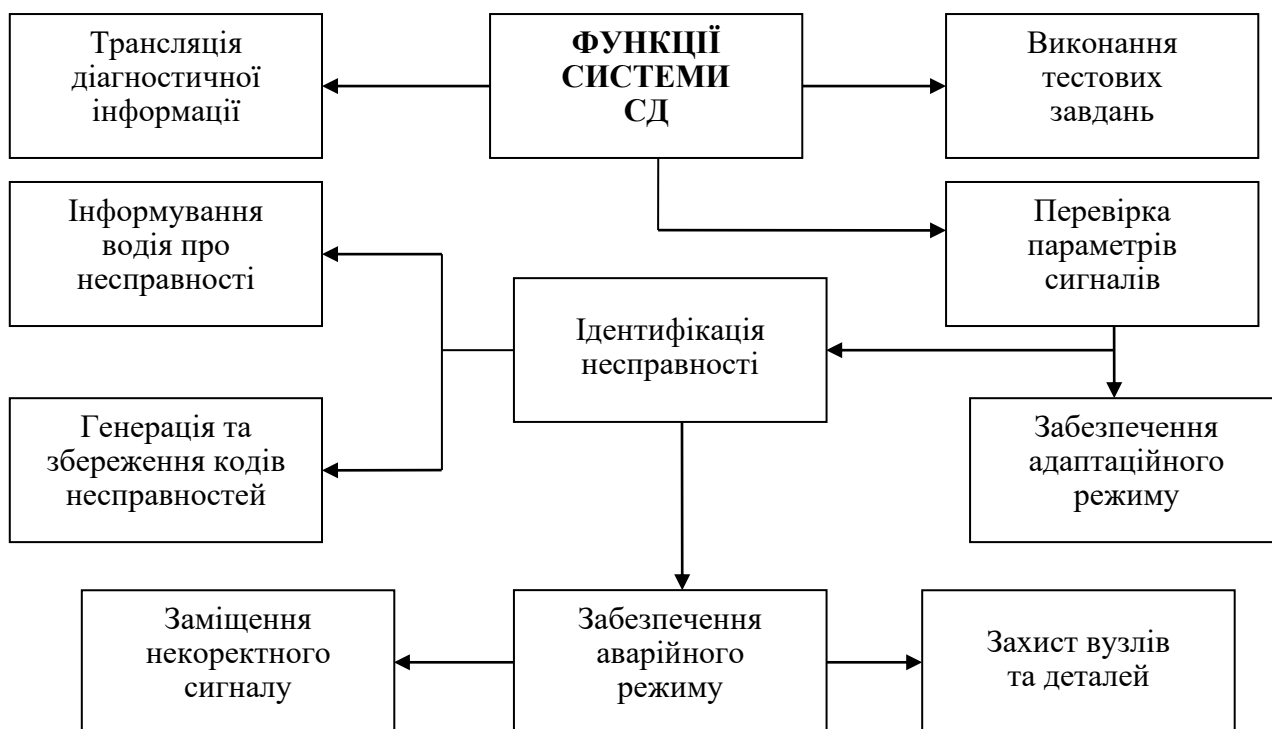 Трансляція
діагностичної
інформації
ФУНКЦІЇ
СИСТЕМИ
СД
Виконання
тестових
завдань
Інформування
водія про
несправності
Перевірка
параметрів
сигналів
Ідентифікація
несправності
Генерація та
збереження кодів
несправностей
Забезпечення
адаптаційного
режиму
Заміщення
некоректного
сигналу
Забезпечення
аварійного
режиму
Захист вузлів
та деталей